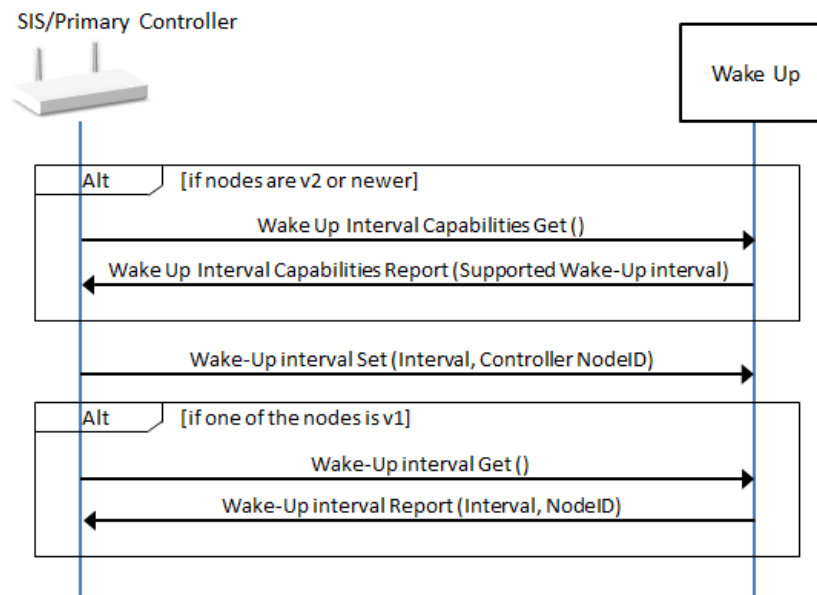 SIS/Primary Controller
Wake Up
Alt [if nodes are v2 or newer]
Wake Up Interval Capabilities Get ()
Wake Up Interval Capabilities Report (Supported Wake-Up interval)
Wake-Up interval Set (Interval, Controller NodeID)
Alt [if one of the nodes is v1]
Wake-Up interval Get ()
Wake-Up interval Report (Interval, NodeID)